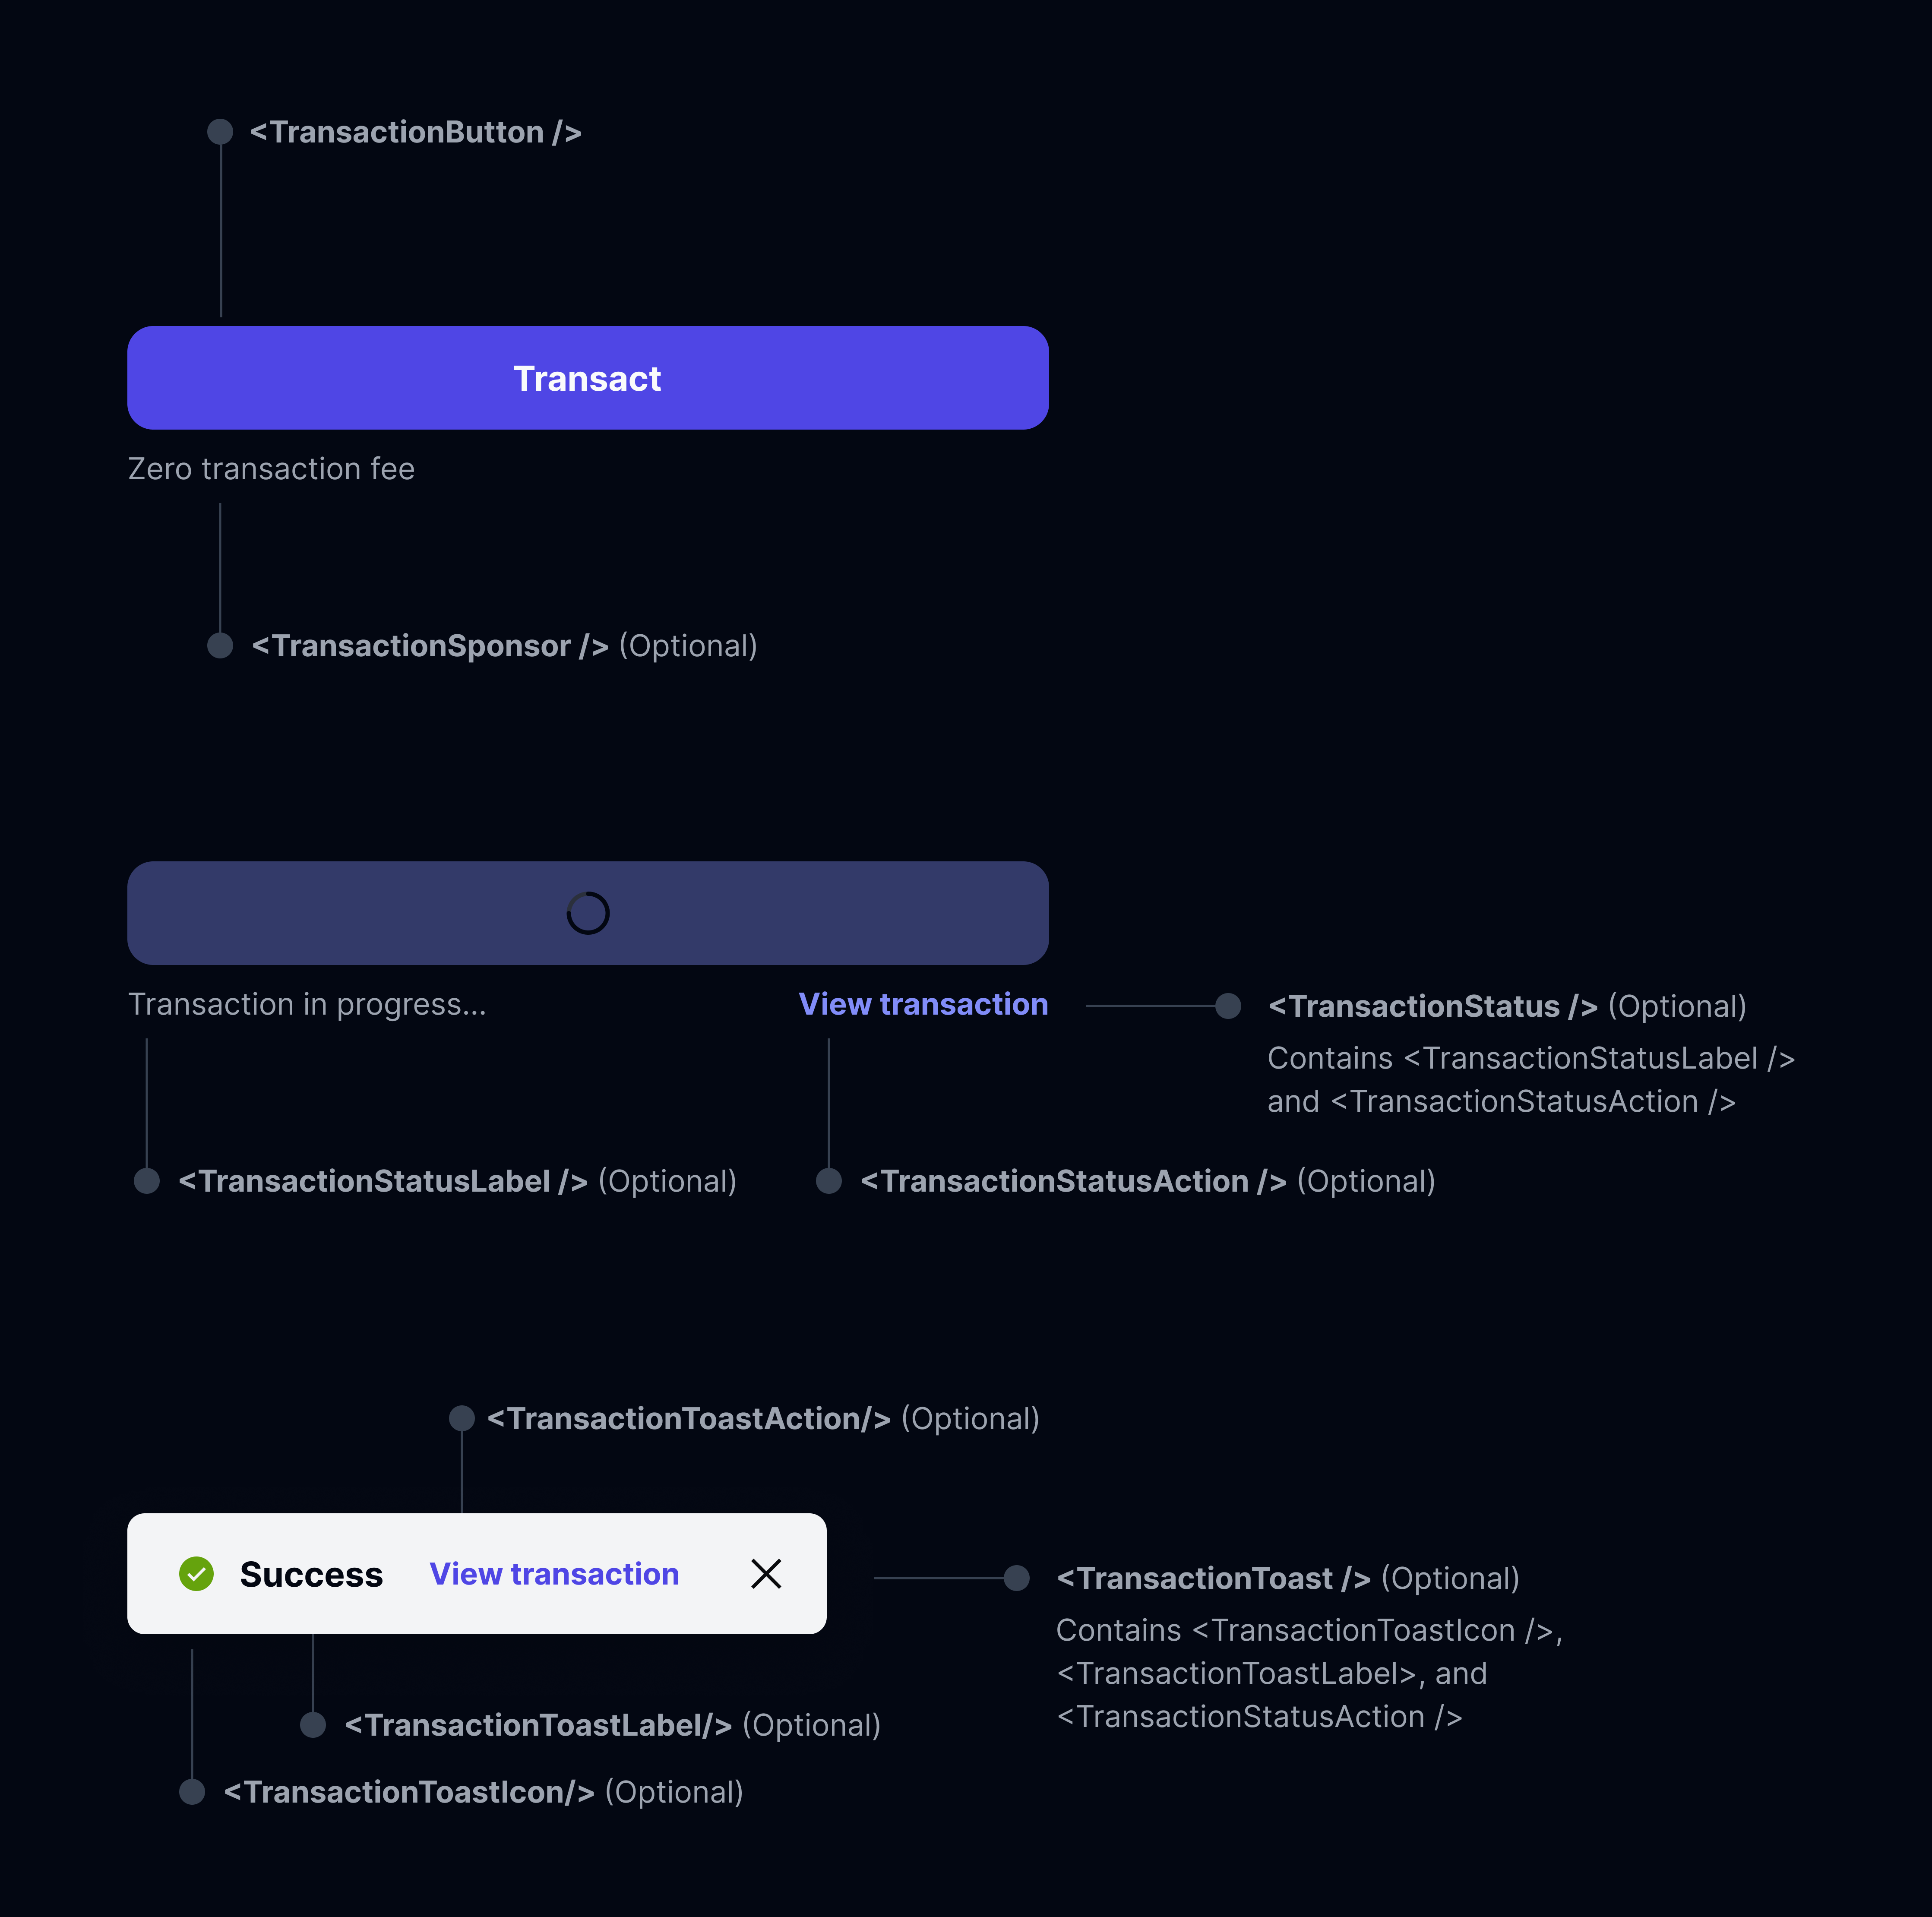 <TransactionButton />
Transact
Zero transaction fee
<TransactionSponsor /> (Optional)
Transaction in progress...
View transaction
<TransactionStatus /> (Optional)
Contains <TransactionStatusLabel />
and <TransactionStatusAction />
<TransactionStatusLabel /> (Optional)
<TransactionStatusAction /> (Optional)
<TransactionToastAction/> (Optional)
Success
View transaction
<TransactionToast /> (Optional)
Contains <TransactionToastIcon />,
<TransactionToastLabel>, and
<TransactionStatusAction />
<TransactionToastLabel/> (Optional)
<TransactionToastIcon/> (Optional)